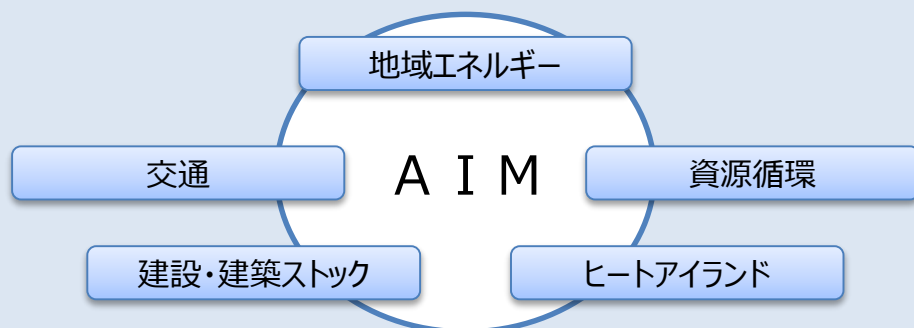 地域エネルギー
交通
ＡＩＭ
資源循環
建設・建築ストック
ヒートアイランド